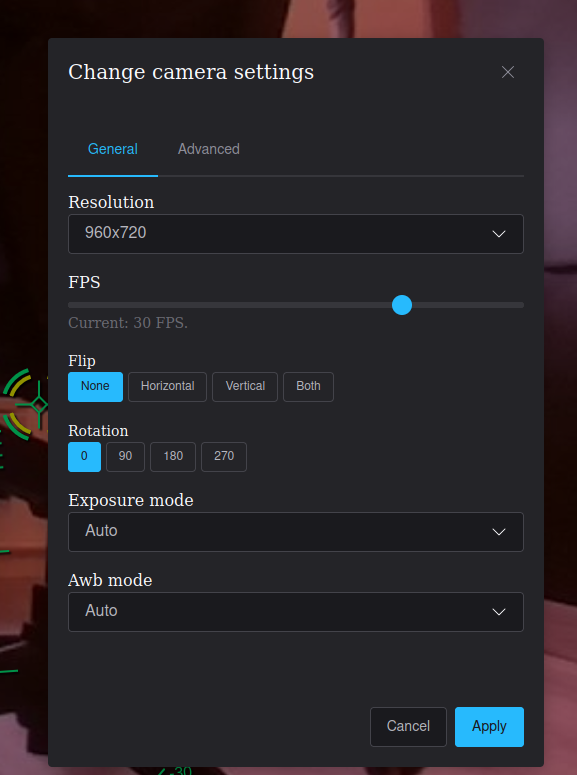 Change camera settings
General Advanced
Resolution
960x720
FPS
Current: 30 FPS.
Flip
None Horizontal Vertical Both
Rotation
0 90 180 270
Exposure mode
Auto
Awb mode
Auto
Cancel Apply
-30